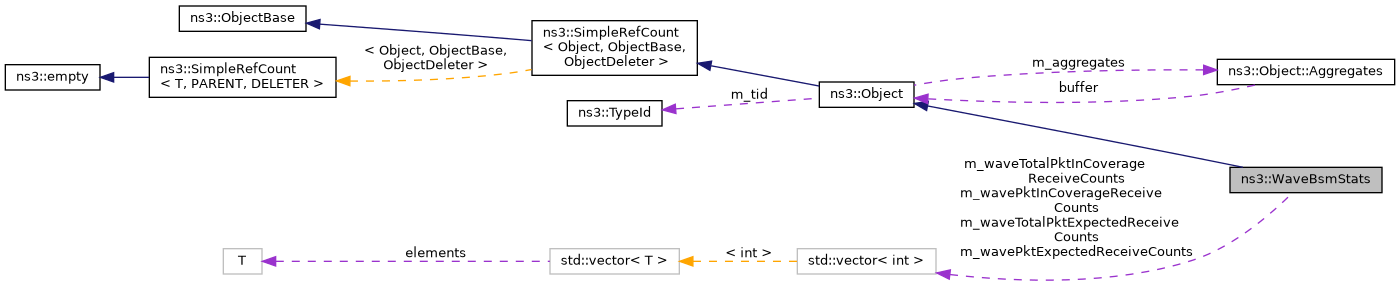 ns3::ObjectBase
ns3::SimpleRefCount
< Object, ObjectBase,
ObjectDeleter >
< Object, ObjectBase,
ObjectDeleter >
ns3::empty
ns3::SimpleRefCount
< T, PARENT, DELETER >
m_aggregates
ns3::Object::Aggregates
buffer
ns3::Object
m_tid
ns3::TypeId
m_waveTotalPktInCoverage
ReceiveCounts
m_wavePktInCoverageReceive
Counts
m_waveTotalPktExpectedReceive
Counts
m_wavePktExpectedReceiveCounts
ns3::WaveBsmStats
T
elements
std::vector< T >
< int >
std::vector< int >